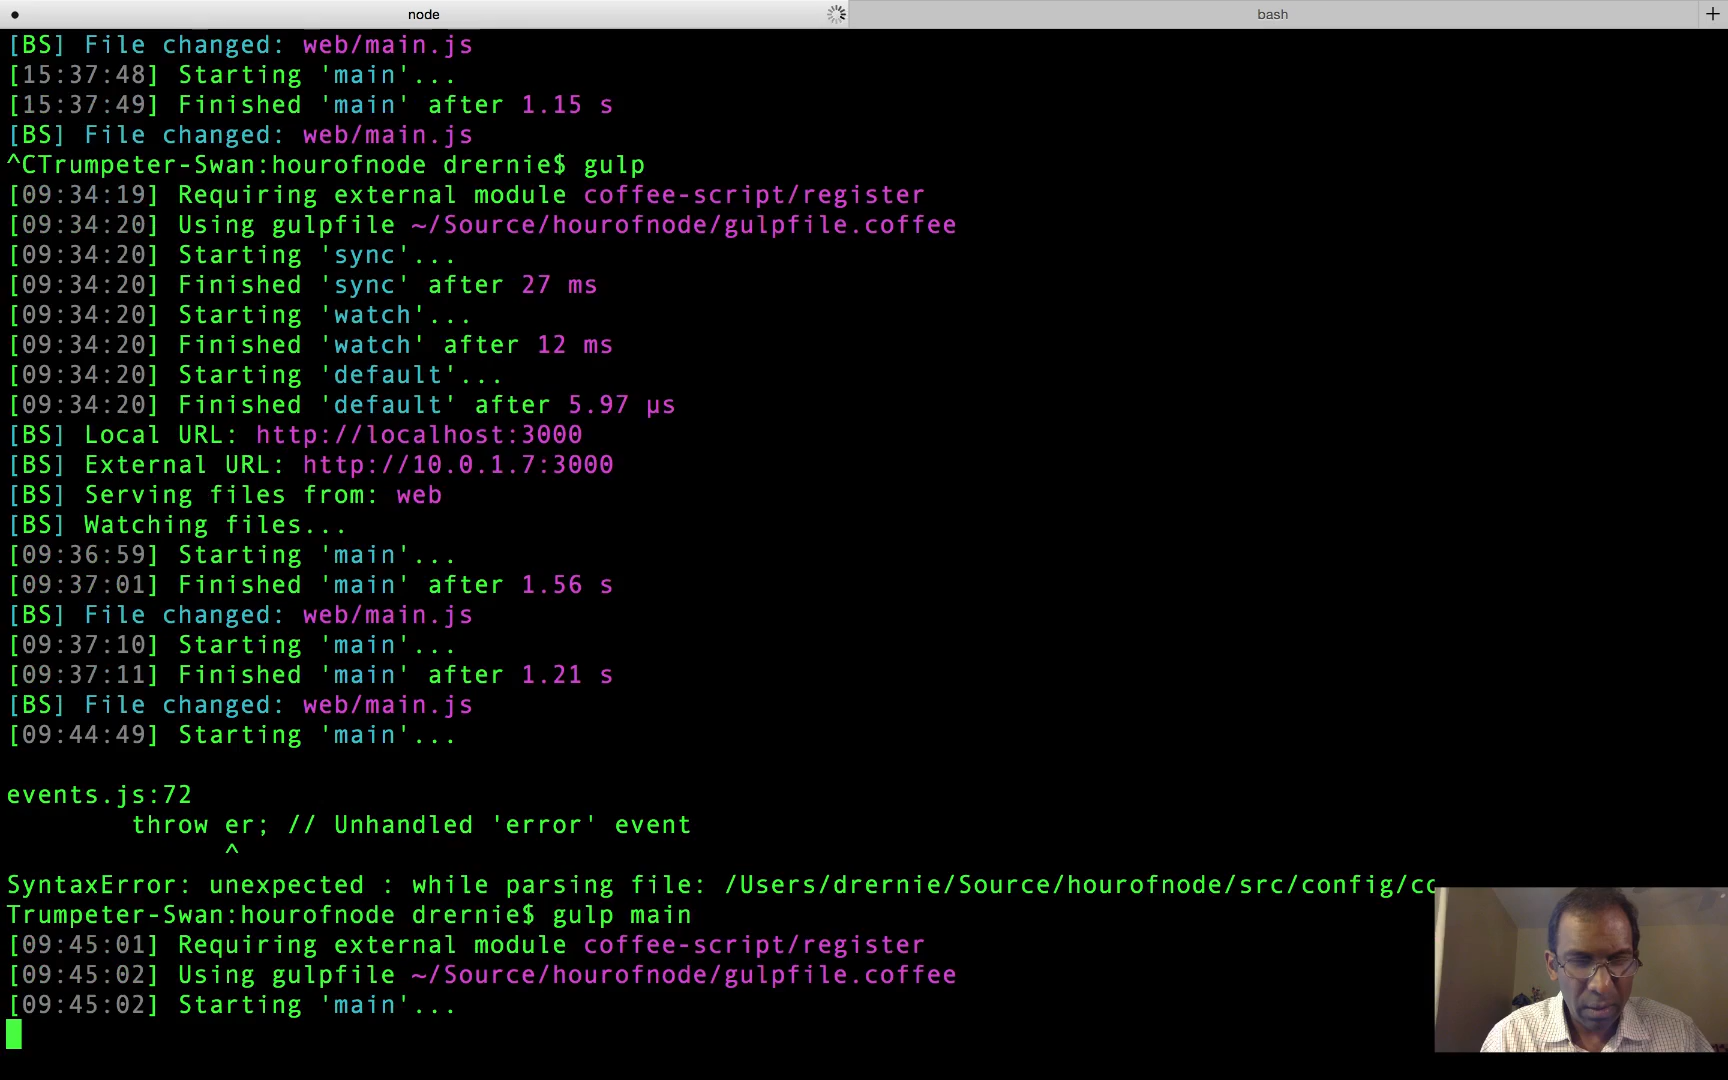 node
bash
[BS] File changed: web/main.js
[15:37:48] Starting 'main'...
[15:37:49] Finished 'main' after 1.15 s
[BS] File changed: web/main.js
^CTrumpeter-Swan:hourofnode drernie$ gulp
[09:34:19] Requiring external module coffee-script/register
[09:34:20] Using gulpfile ~/Source/hourofnode/gulpfile.coffee
[09:34:20] Starting 'sync'...
[09:34:20] Finished 'sync' after 27 ms
[09:34:20] Starting 'watch'...
[09:34:20] Finished 'watch' after 12 ms
[09:34:20] Starting 'default'...
[09:34:20] Finished 'default' after 5.97 μs
[BS] Local URL: http://localhost:3000
[BS] External URL: http://10.0.1.7:3000
[BS] Serving files from: web
[BS] Watching files...
[09:36:59] Starting 'main'...
[09:37:01] Finished 'main' after 1.56 s
[BS] File changed: web/main.js
[09:37:10] Starting 'main'...
[09:37:11] Finished 'main' after 1.21 s
[BS] File changed: web/main.js
[09:44:49] Starting 'main'...
events.js:72
throw er; // Unhandled 'error' event
^
SyntaxError: unexpected : while parsing file: /Users/drernie/Source/hourofnode/src/config/
Trumpeter-Swan:hourofnode drernie$ gulp main
[09:45:01] Requiring external module coffee-script/register
[09:45:02] Using gulpfile ~/Source/hourofnode/gulpfile.coffee
[09:45:02] Starting 'main'...